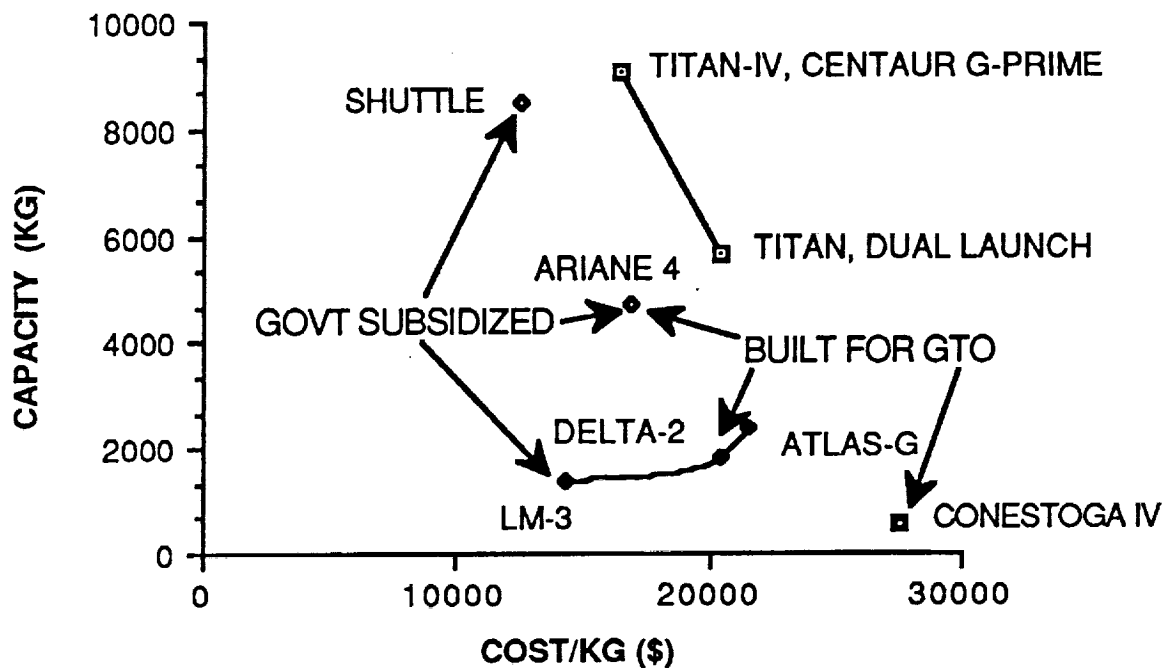 10000
TITAN-IV, CENTAUR G-PRIME
SHUTTLE
8000
CAPACITY (KG)
6000
TITAN, DUAL LAUNCH
ARIANE 4
GOVT SUBSIDIZED
4000
BUILT FOR GTO
DELTA-2
ATLAS-G
2000
LM-3
CONESTOGA IV
0
0
10000
20000
30000
COST/KG ($)